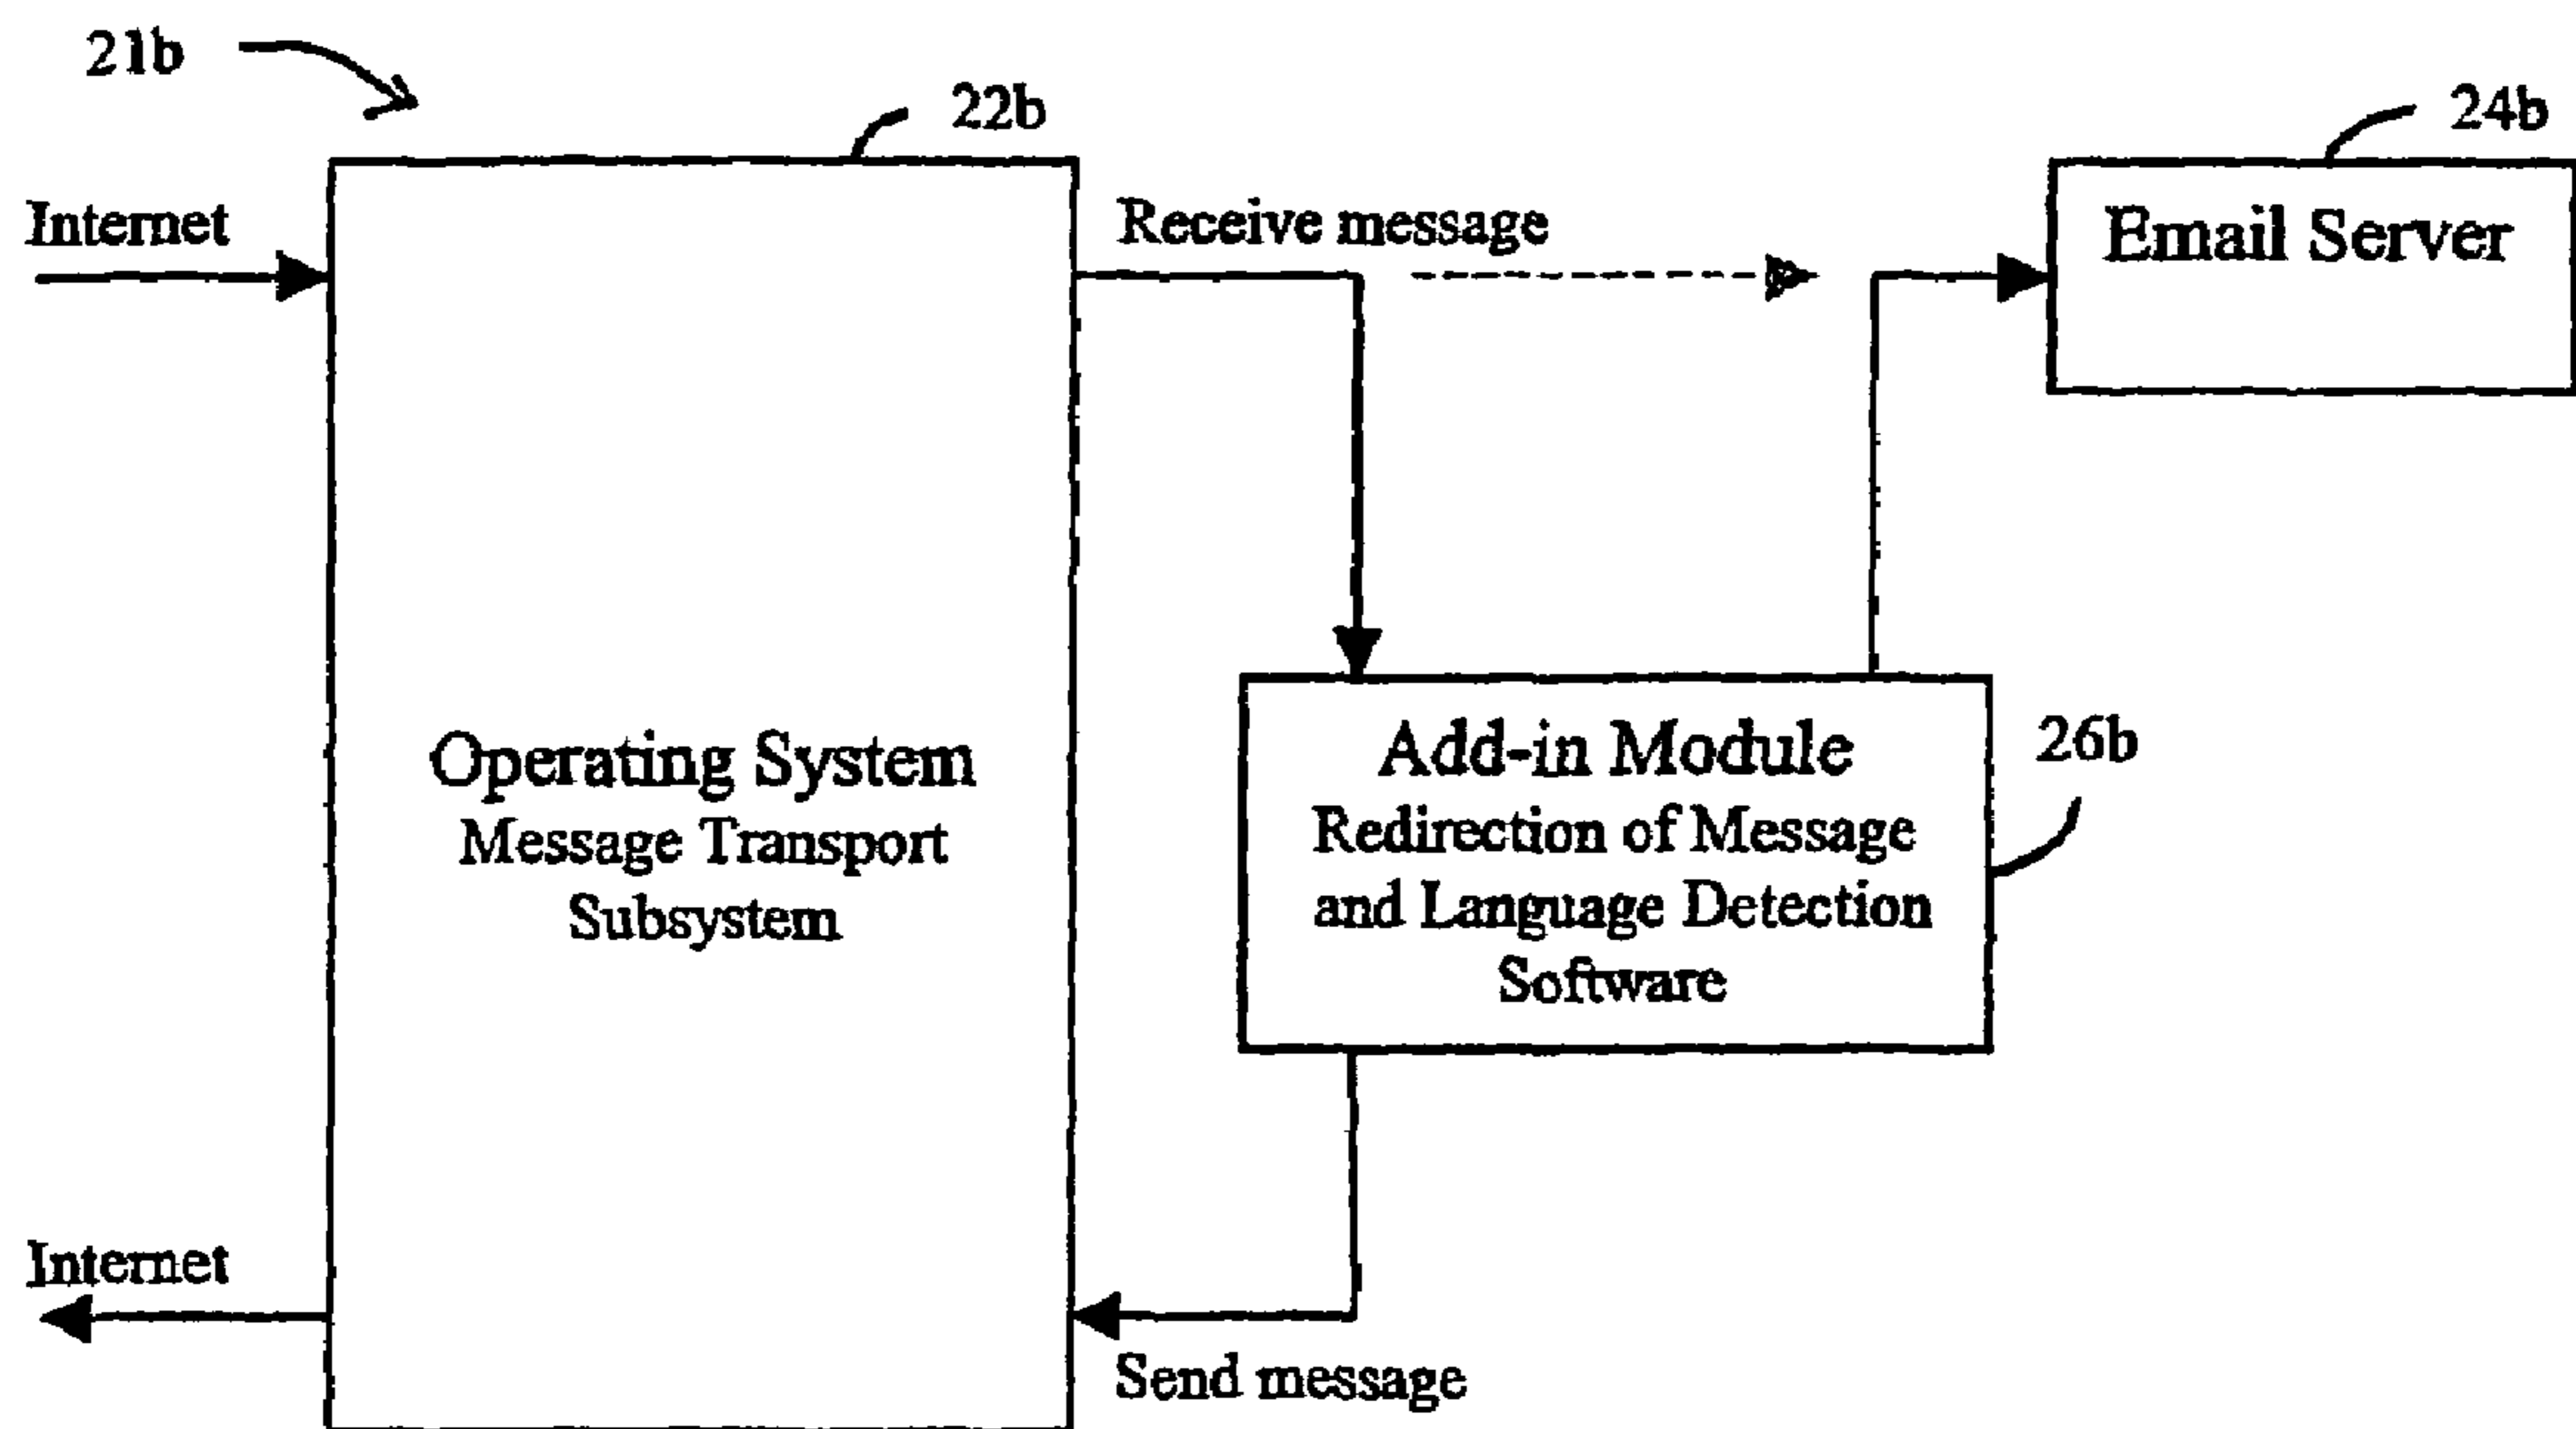 21b
22b
24b
Internet
Receive message
Email Server
Operating System
Message Transport
Subsystem
Add-in Module
Redirection of Message
and Language Detection
Software
26b
Internet
Send message